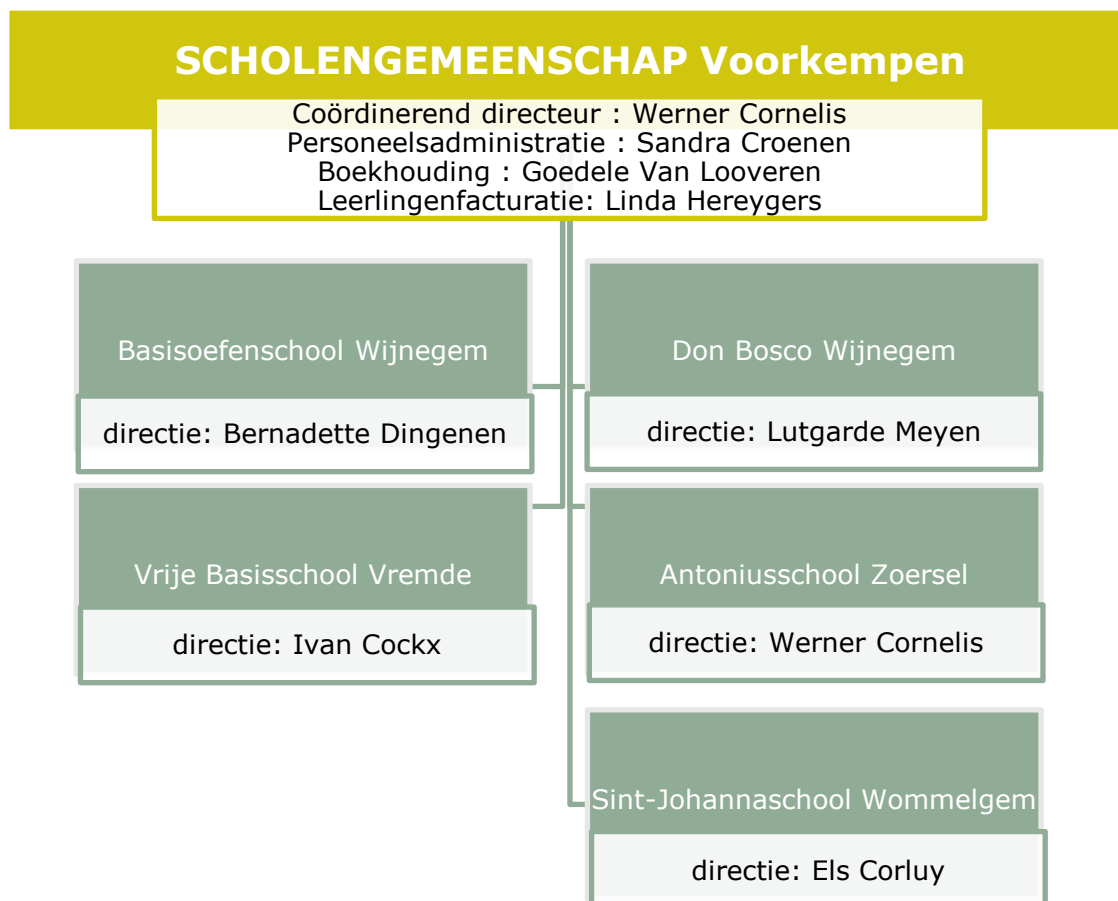 SCHOLENGEMEENSCHAP Voorkempen
Coördinerend directeur : Werner Cornelis
Personeelsadministratie : Sandra Croenen
Boekhouding : Goedele Van Looveren
Leerlingenfacturatie: Linda Hereygers
Basisoefenschool Wijnegem
directie: Bernadette Dingenen
Don Bosco Wijnegem
directie: Lutgarde Meyen
Vrije Basisschool Vremde
directie: Ivan Cockx
Antoniusschool Zoersel
directie: Werner Cornelis
Sint-Johannaschool Wommelgem
directie: Els Corluy